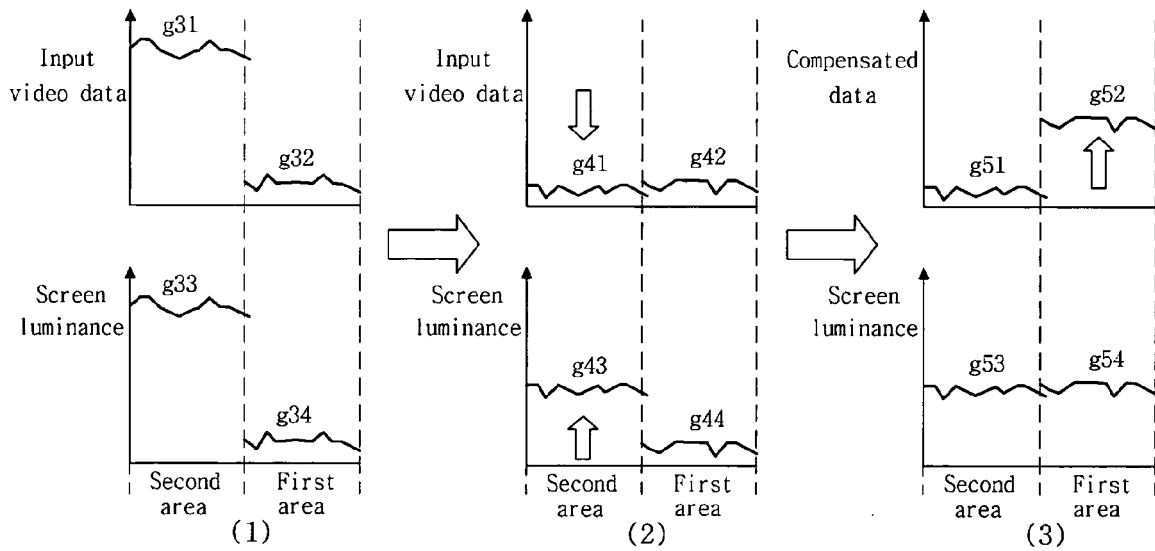 g31
Input
video data
g32
g33
Screen
luminance
g34
Second
area
First
area
(1)
Input
video data
g41
g42
g43
Screen
luminance
g44
Second
area
First
area
(2)
Compensated
data
g52
g51
Screen
luminance
g53
g54
Second
area
First
area
(3)